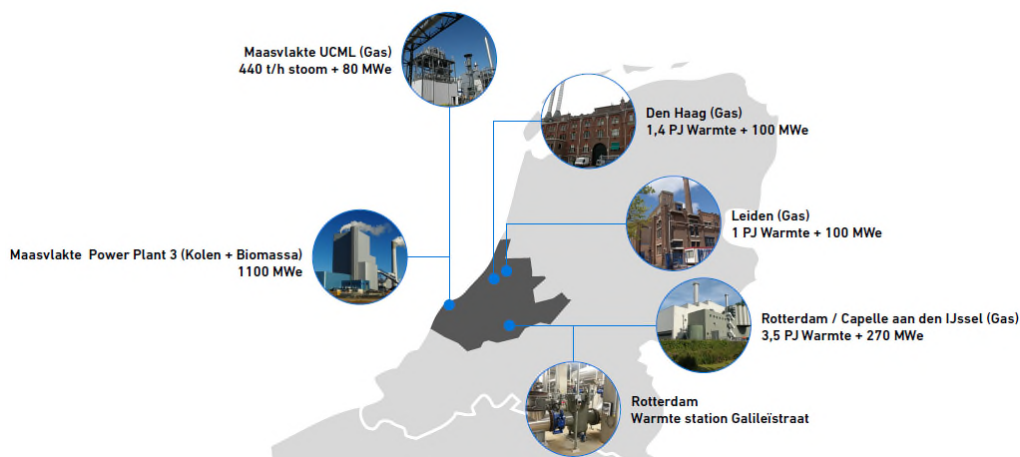 Maasvlakte UCML (Gas)
440 t/h stoom + 80 MWe
Den Haag (Gas)
1,4 PJ Warmte + 100 MWe
Leiden (Gas)
1 PJ Warmte + 100 MWe
Maasvlakte Power Plant 3 (Kolen + Biomassa)
1100 MWe
Rotterdam / Capelle aan den IJssel (Gas)
3,5 PJ Warmte + 270 MWe
Rotterdam
Warmte station Galileïstraat